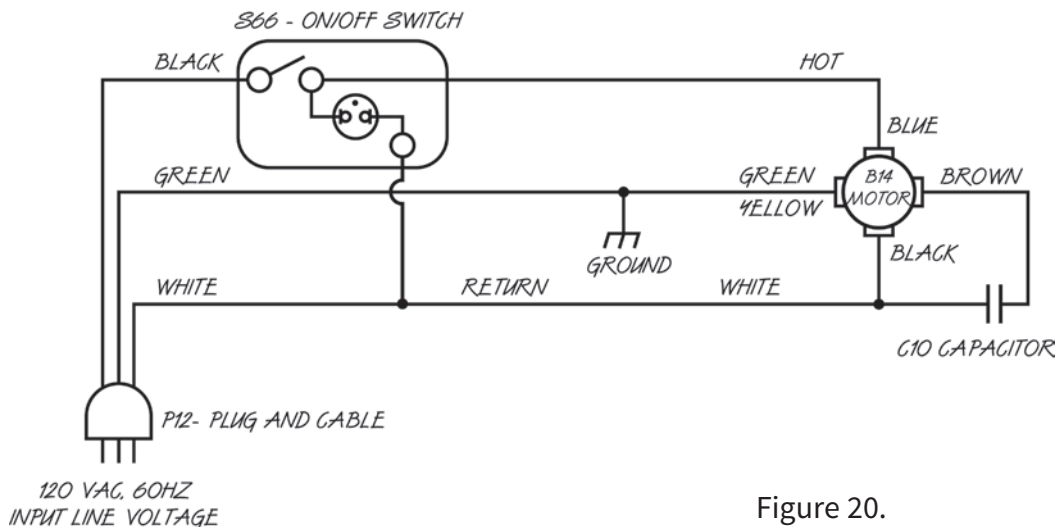 S66 - ON/OFF SWITCH
BLACK
HOT
BLUE
GREEN
GREEN
YELLOW
B14
MOTOR
BROWN
GROUND
BLACK
WHITE
RETURN
WHITE
C10 CAPACITOR
P12- PLUG AND CABLE
120 VAC, 60HZ
INPUT LINE VOLTAGE
Figure 20.